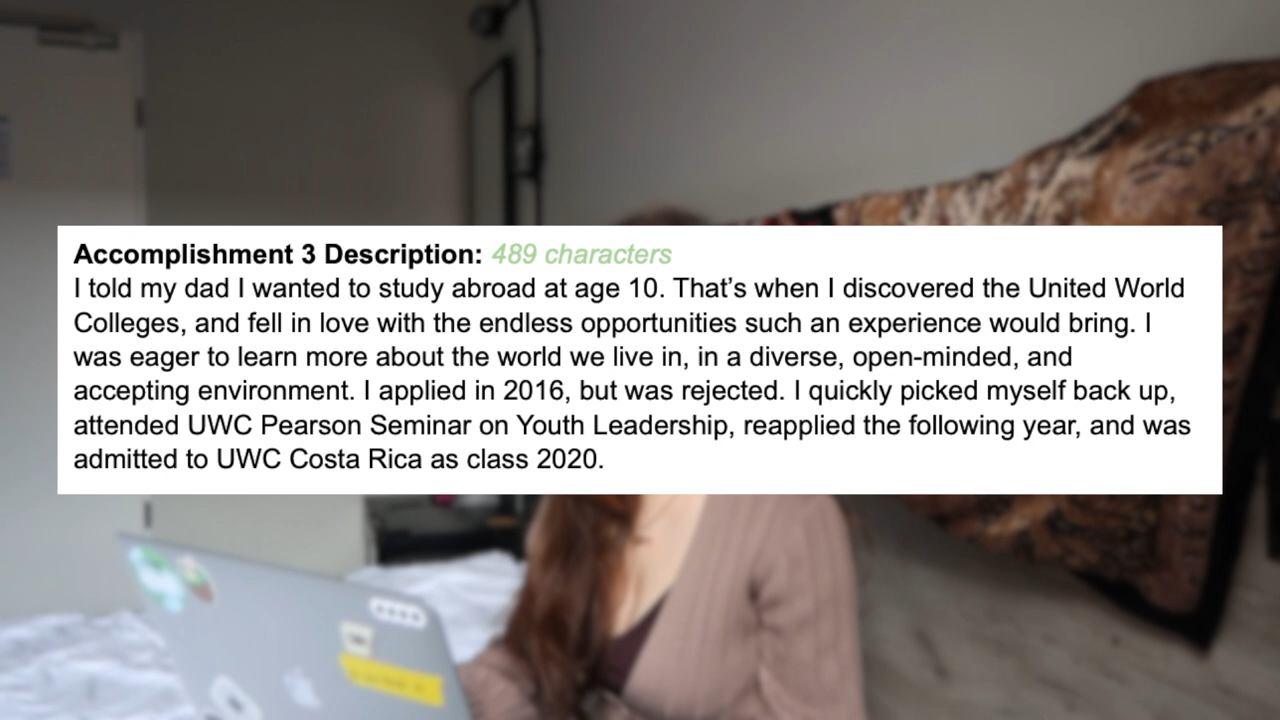 Accomplishment 3 Description: 489 characters
I told my dad I wanted to study abroad at age 10. That’s when I discovered the United World
Colleges, and fell in love with the endless opportunities such an experience would bring. I
was eager to learn more about the world we live in, in a diverse, open-minded, and
accepting environment. I applied in 2016, but was rejected. I quickly picked myself back up,
attended UWC Pearson Seminar on Youth Leadership, reapplied the following year, and was
admitted to UWC Costa Rica as class 2020.